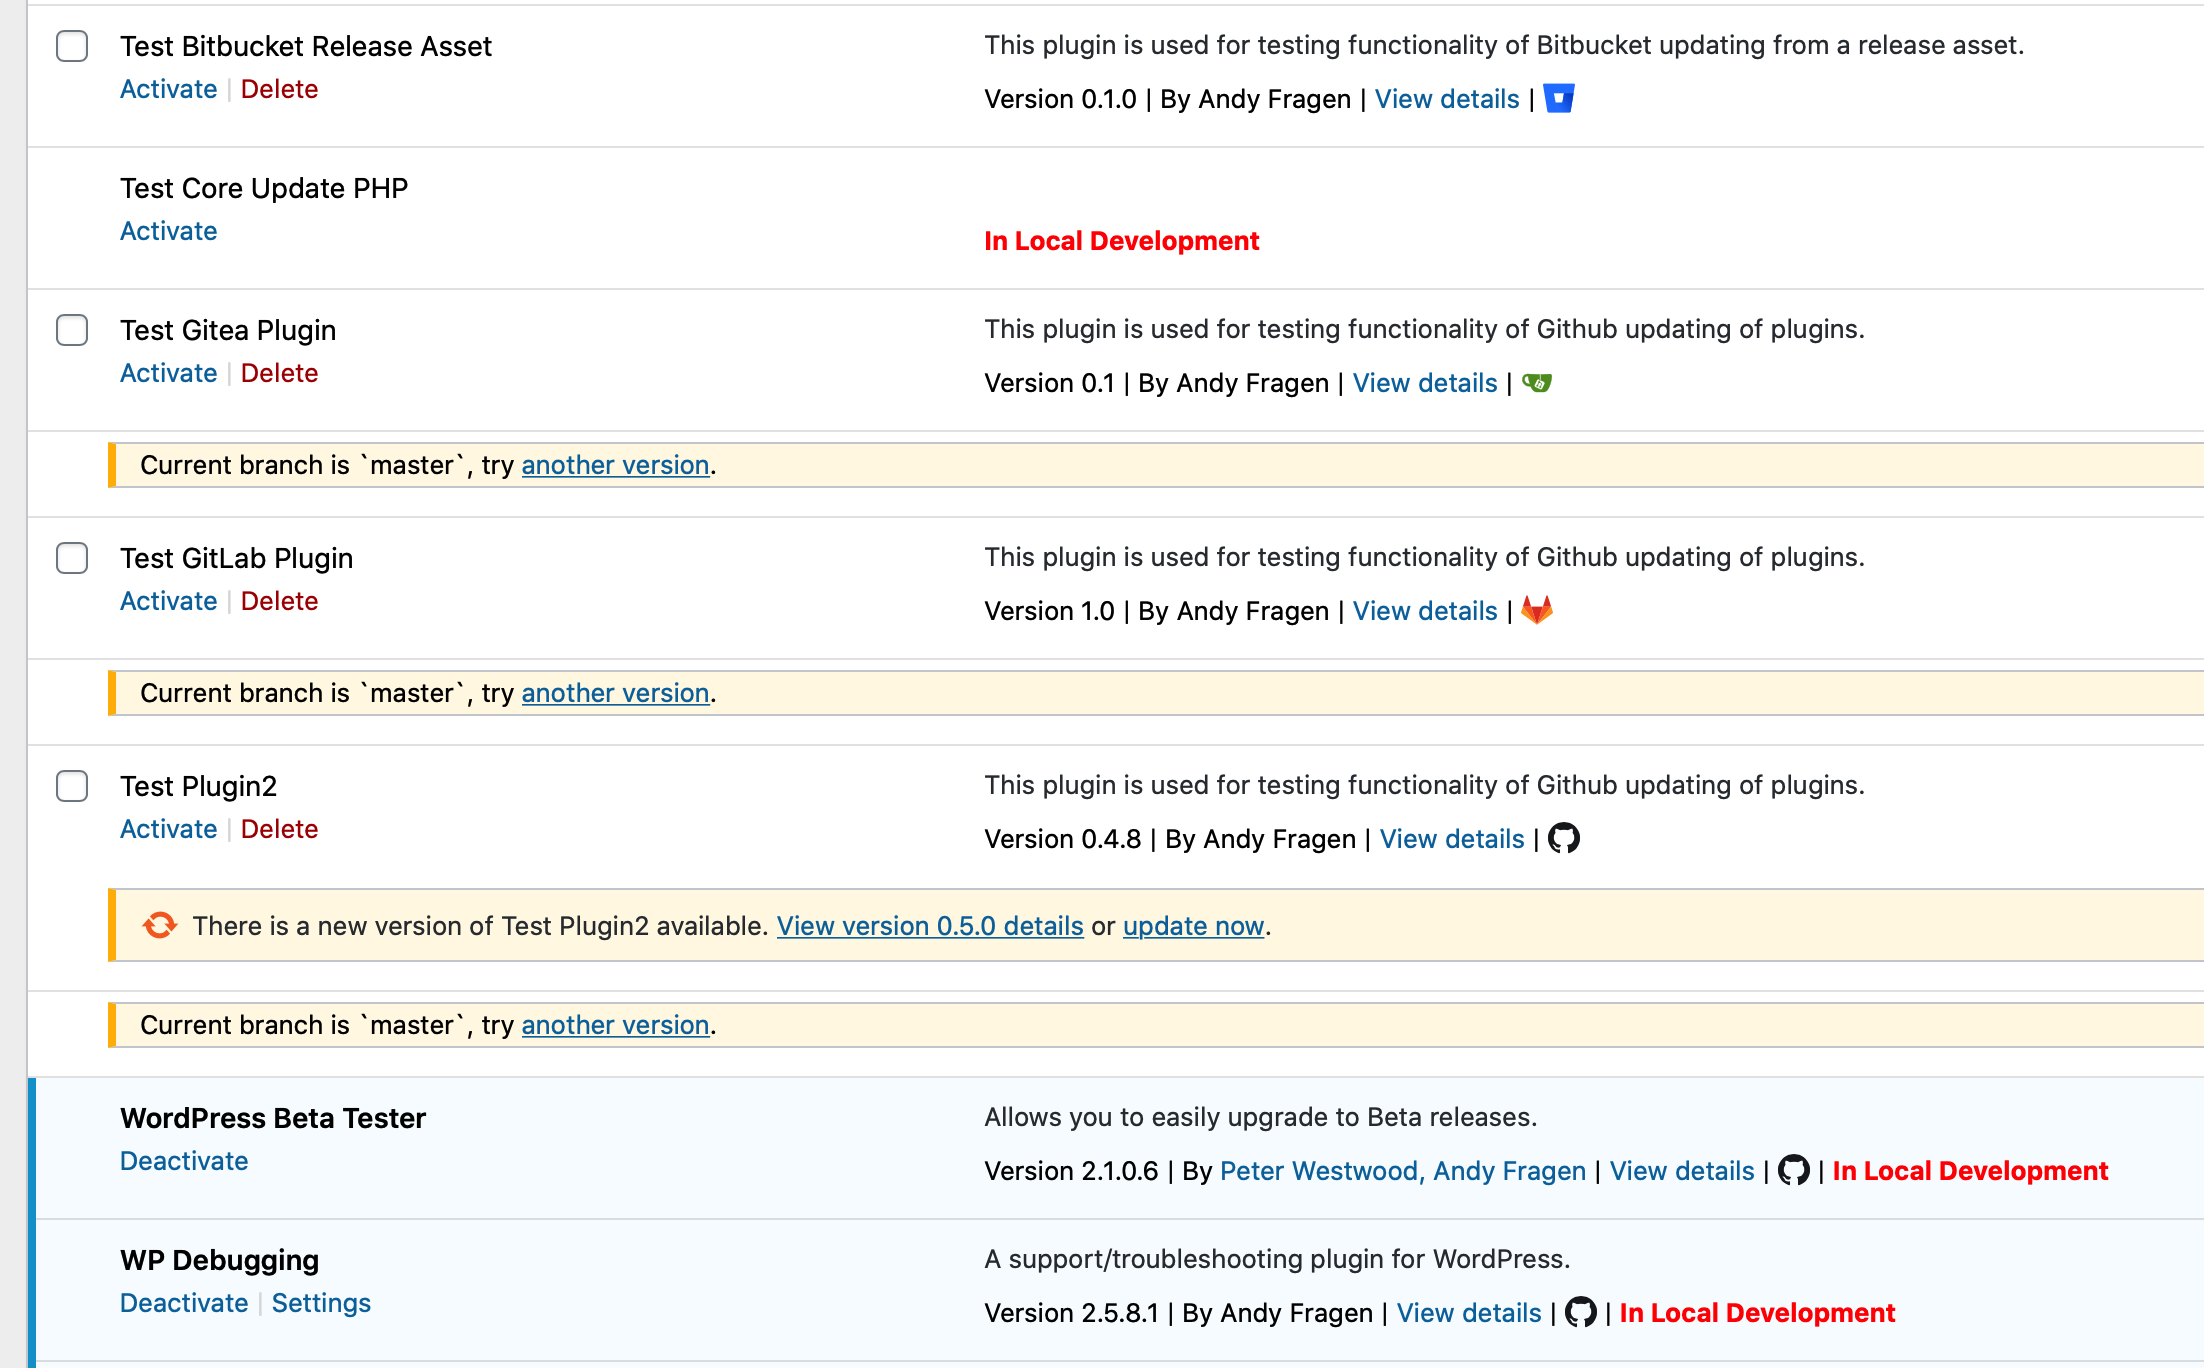 Test Bitbucket Release Asset
This plugin is used for testing functionality of Bitbucket updating from a release asset.
Activate | Delete
Version 0.1.0 | By Andy Fragen | View details |
Test Core Update PHP
Activate
In Local Development
Test Gitea Plugin
This plugin is used for testing functionality of Github updating of plugins.
Activate | Delete
Version 0.1 | By Andy Fragen | View details |
Current branch is `master`, try another version.
Test GitLab Plugin
This plugin is used for testing functionality of Github updating of plugins.
Activate | Delete
Version 1.0 | By Andy Fragen | View details |
Current branch is `master`, try another version.
Test Plugin2
This plugin is used for testing functionality of Github updating of plugins.
Activate | Delete
Version 0.4.8 | By Andy Fragen | View details |
There is a new version of Test Plugin2 available. View version 0.5.0 details or update now.
Current branch is `master`, try another version.
WordPress Beta Tester
Allows you to easily upgrade to Beta releases.
Deactivate
Version 2.1.0.6 | By Peter Westwood, Andy Fragen | View details | | In Local Development
WP Debugging
A support/troubleshooting plugin for WordPress.
Deactivate | Settings
Version 2.5.8.1 | By Andy Fragen | View details | | In Local Development